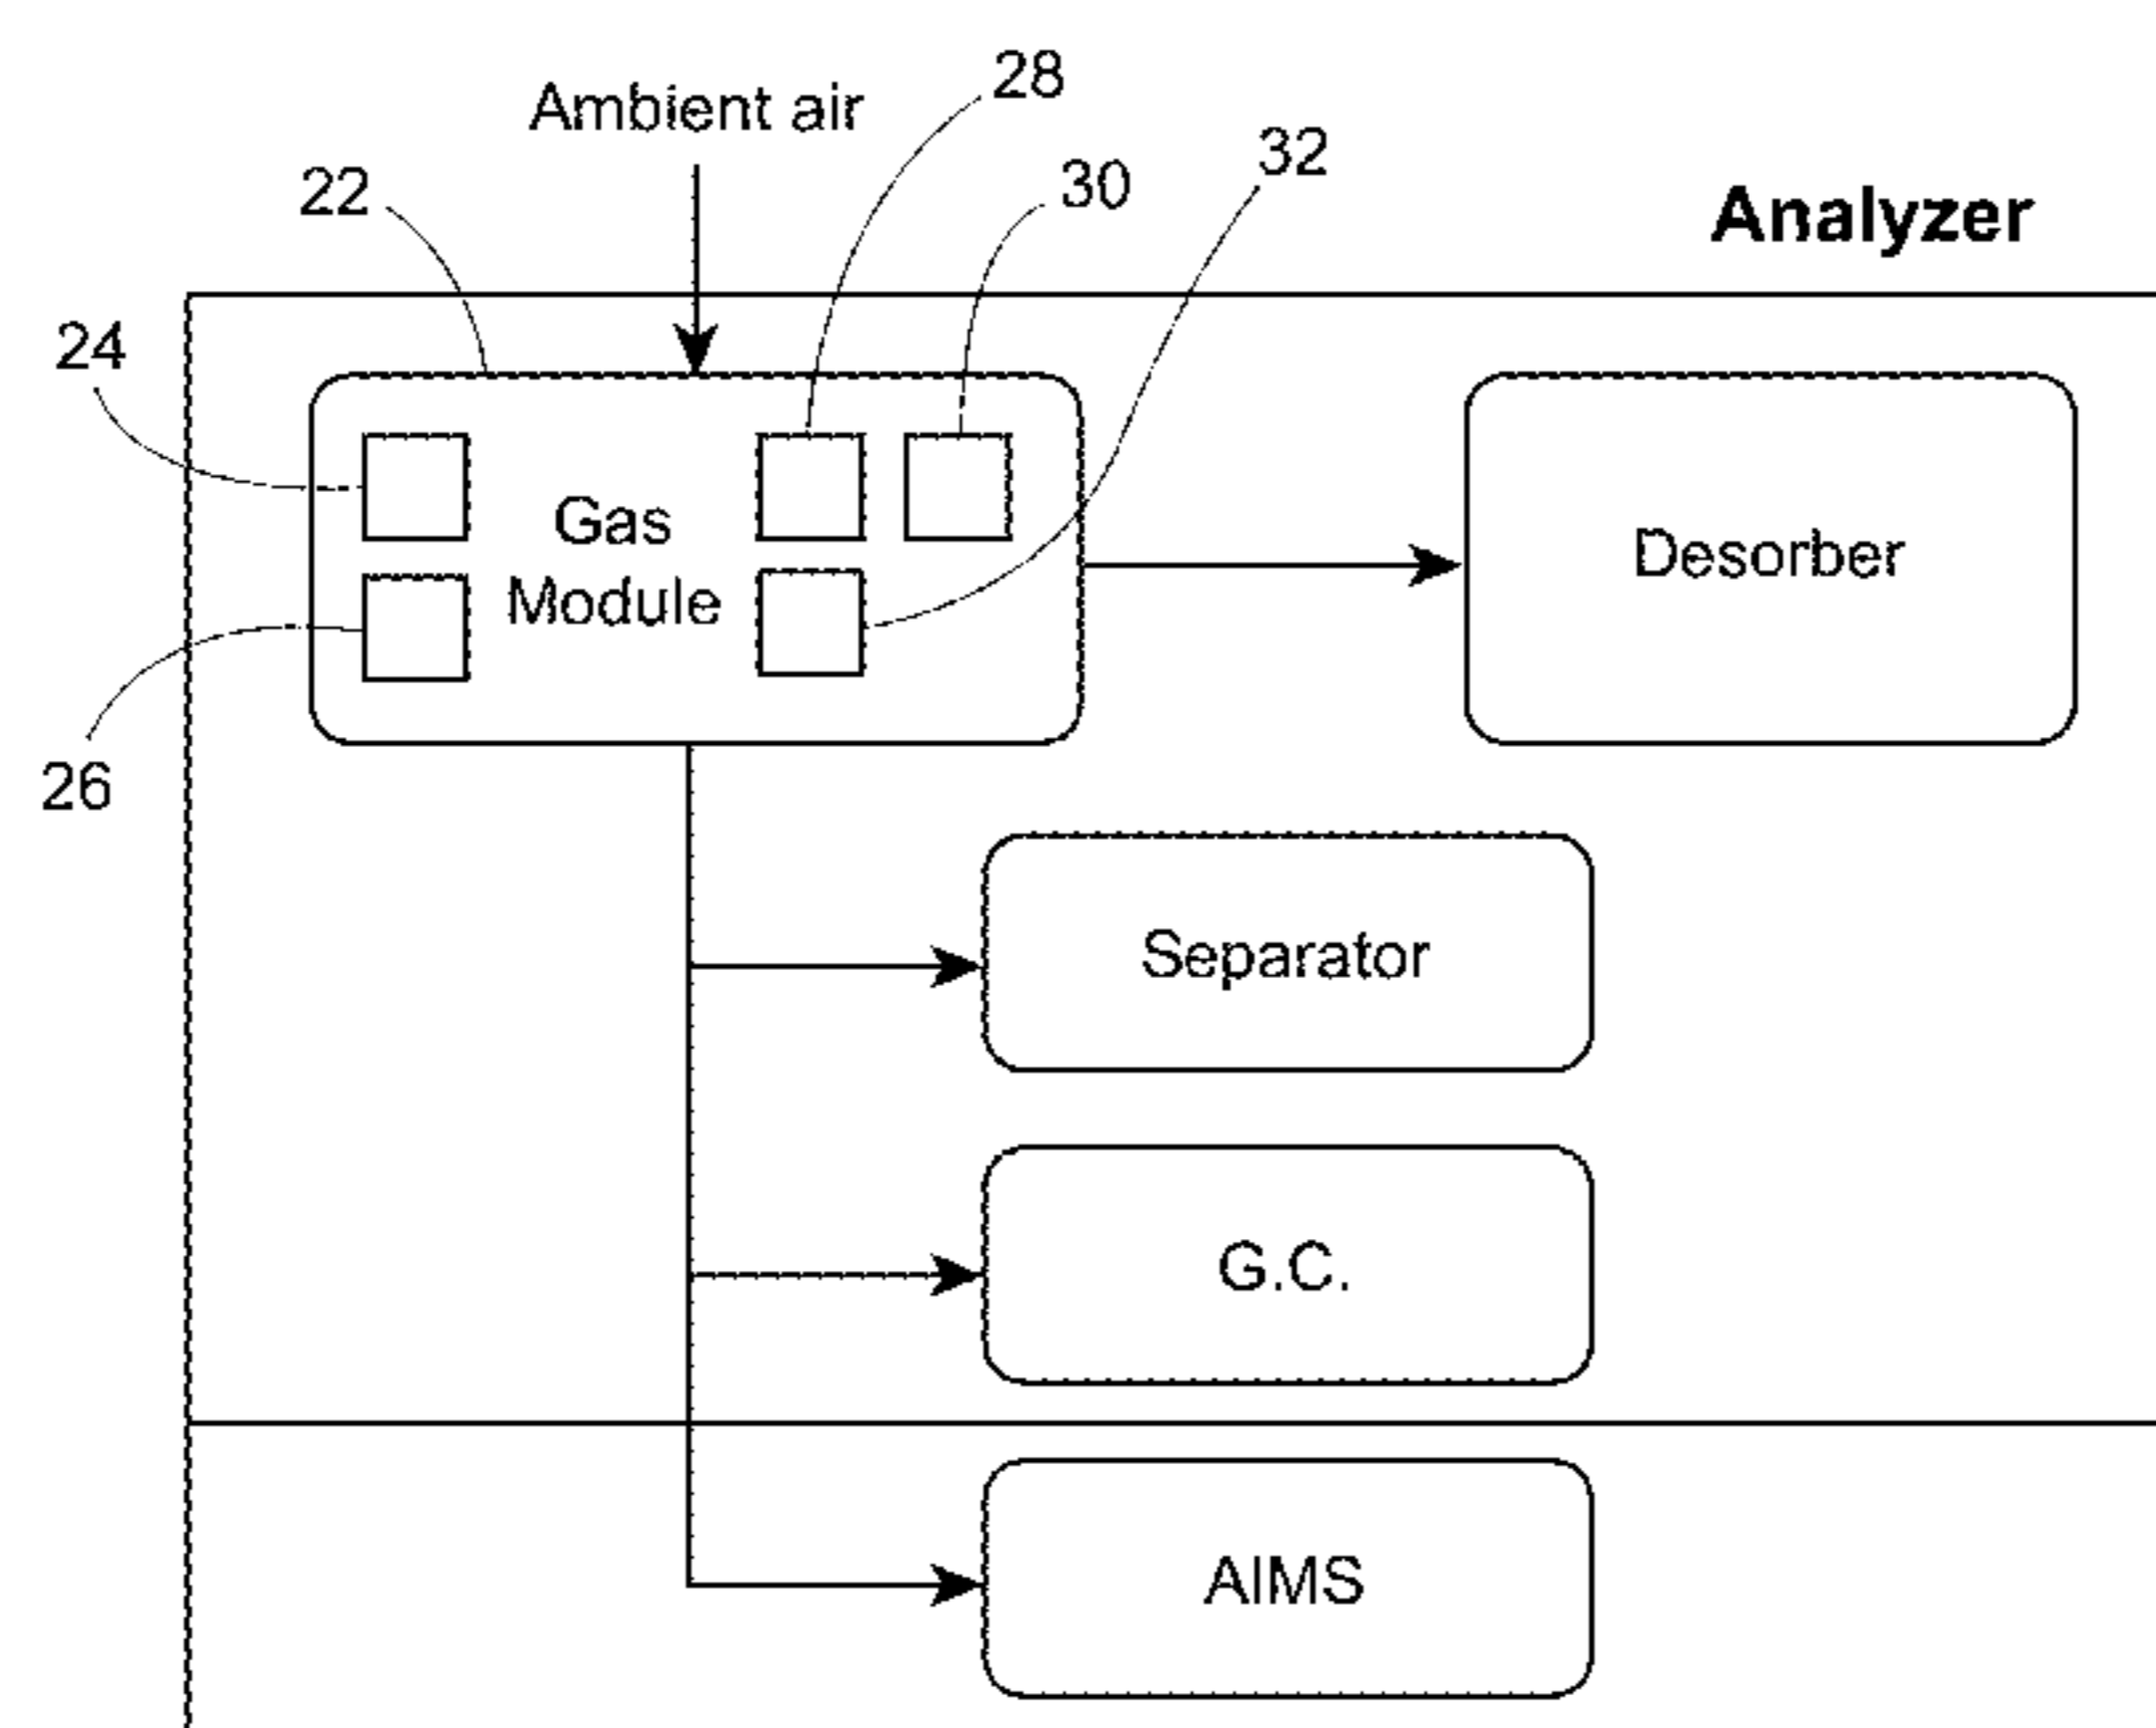 28
Ambient air
32
30
22
Analyzer
24
Gas
Module
Desorber
26
Separator
G.C.
AIMS